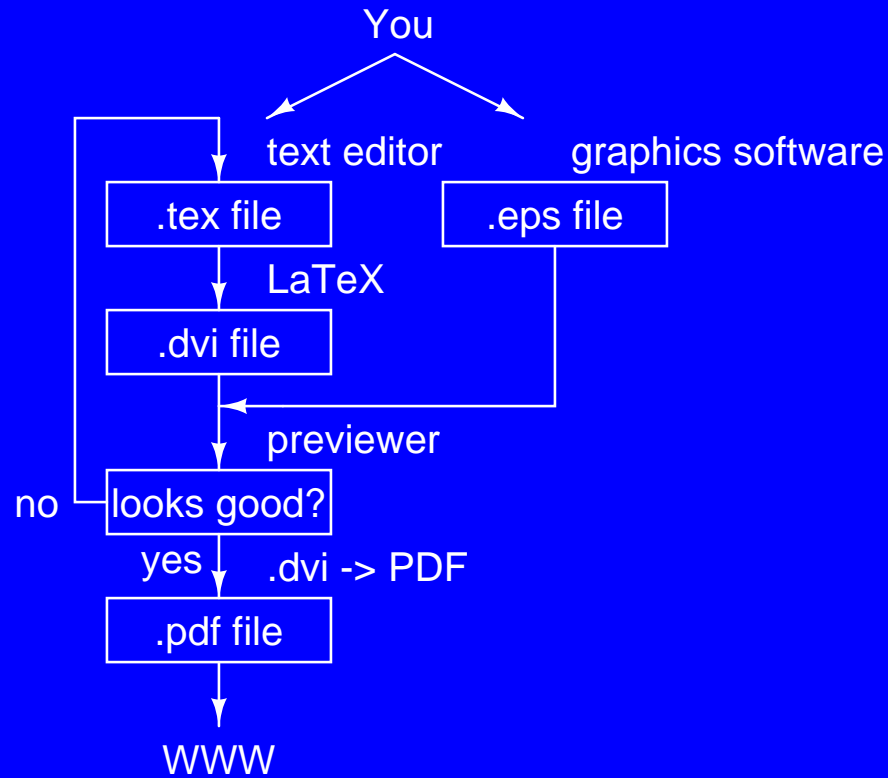 You
text editor
graphics software
.tex file
.eps file
LaTeX
.dvi file
previewer
no
looks good?
yes
.dvi -> PDF
.pdf file
WWW